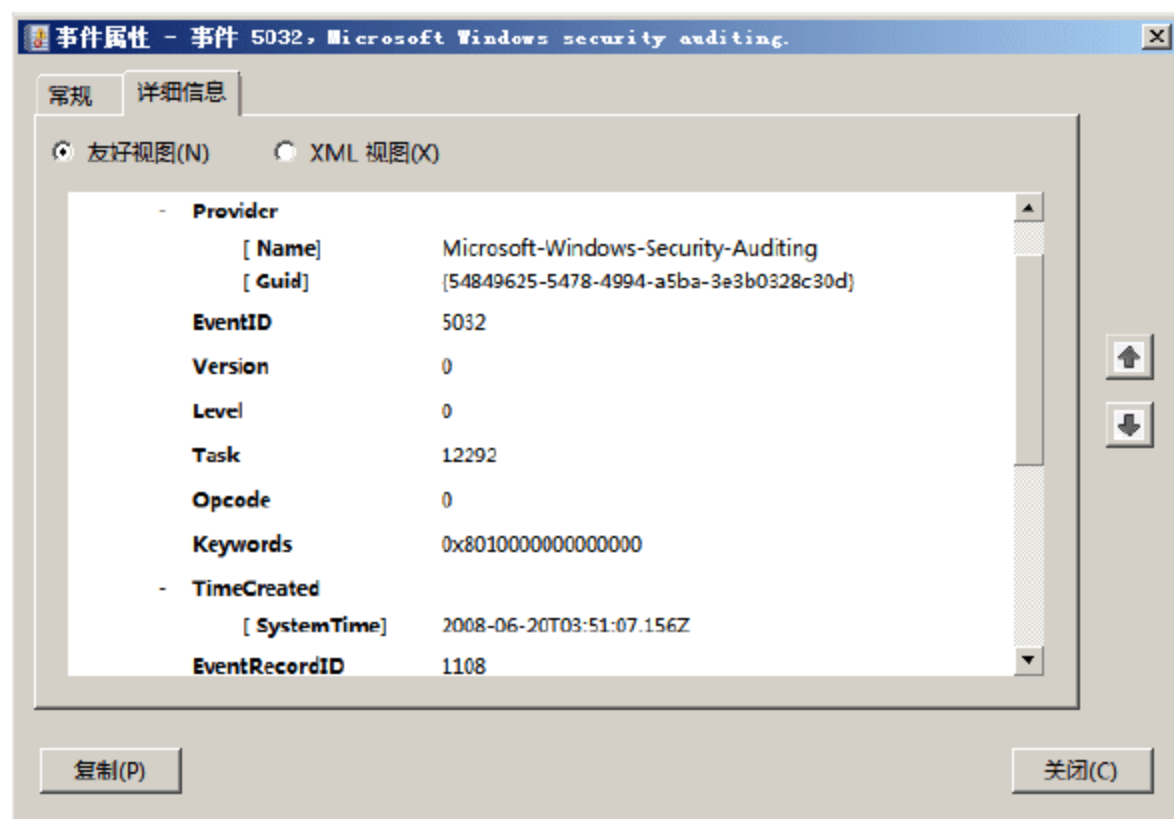 事件属性 - 事件 5032，Microsoft Windows security auditing.
常规 详细信息
友好视图(N) XML 视图(X)
- Provider
[ Name] Microsoft-Windows-Security-Auditing
[ Guid] {54849625-5478-4994-a5ba-3e3b0328c30d}
EventID 5032
Version 0
Level 0
Task 12292
Opcode 0
Keywords 0x8010000000000000
- TimeCreated
[ SystemTime] 2008-06-20T03:51:07.156Z
EventRecordID 1108
复制(P) 关闭(C)